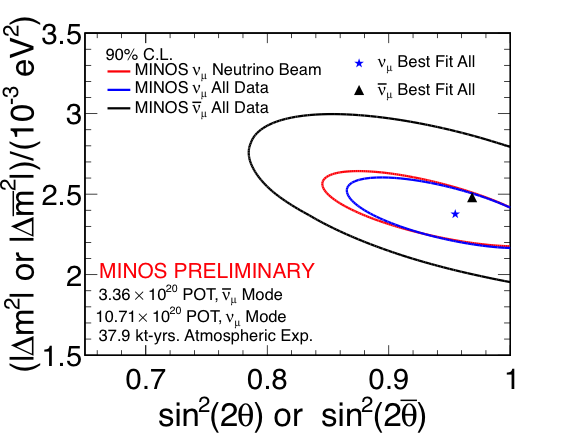 (|Δm²| or |Δm̅²|)/(10⁻³ eV²)
3.5
3
2.5
2
1.5
90% C.L.
MINOS νμ Neutrino Beam
MINOS νμ All Data
MINOS ν̅μ All Data
νμ Best Fit All
ν̅μ Best Fit All
MINOS PRELIMINARY
3.36 × 10²⁰ POT, ν̅μ Mode
10.71 × 10²⁰ POT, νμ Mode
37.9 kt-yrs. Atmospheric Exp.
0.7
0.8
0.9
1
sin²(2θ) or sin²(2θ̅)